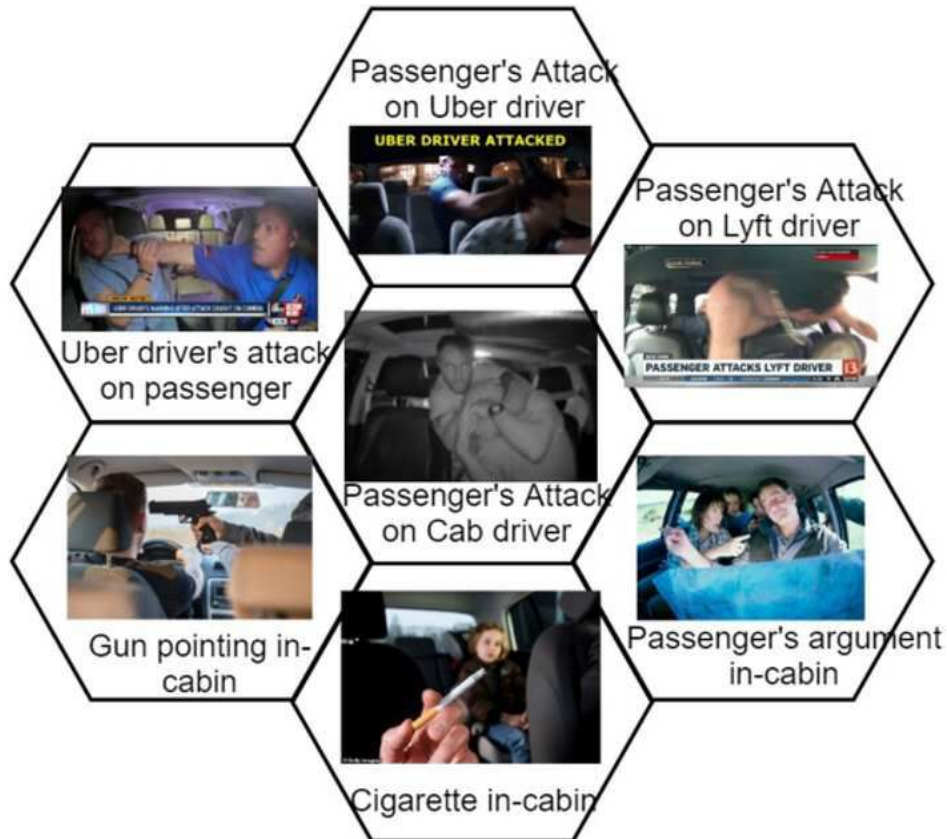 Passenger's Attack
on Uber driver
UBER DRIVER ATTACKED
Passenger's Attack
on Lyft driver
PASSENGER ATTACKS LYFT DRIVER
13
Uber driver's attack
on passenger
Passenger's Attack
on Cab driver
Gun pointing in-
cabin
Passenger's argument
in-cabin
Cigarette in-cabin